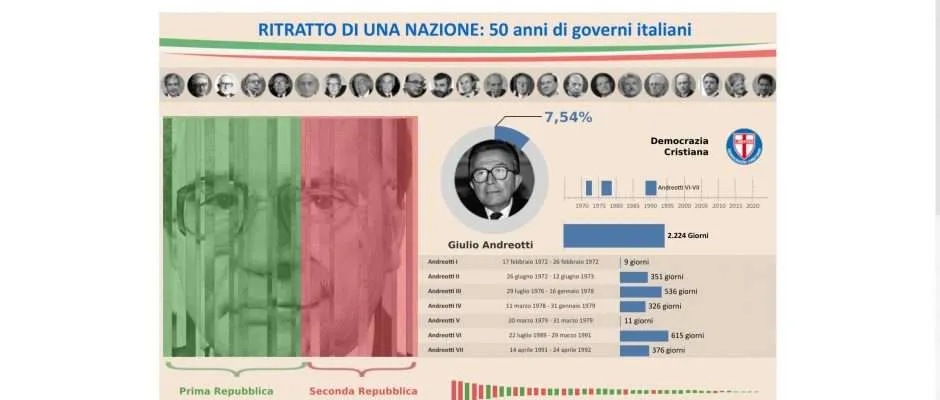 RITRATTO DI UNA NAZIONE: 50 anni di governi italiani
7,54%
Giulio Andreotti
Democrazia
Cristiana
Andreotti VI-VII
1970 1975 1980 1985 1990 1995 2000 2005 2010 2015 2020
2.224 Giorni
Andreotti I 17 febbraio 1972 - 26 febbraio 1972 9 giorni
Andreotti II 26 giugno 1972 - 12 giugno 1973 351 giorni
Andreotti III 29 luglio 1976 - 16 gennaio 1978 536 giorni
Andreotti IV 11 marzo 1978 - 31 gennaio 1979 326 giorni
Andreotti V 20 marzo 1979 - 31 marzo 1979 11 giorni
Andreotti VI 22 luglio 1989 - 29 marzo 1991 615 giorni
Andreotti VII 14 aprile 1991 - 24 aprile 1992 376 giorni
Prima Repubblica
Seconda Repubblica